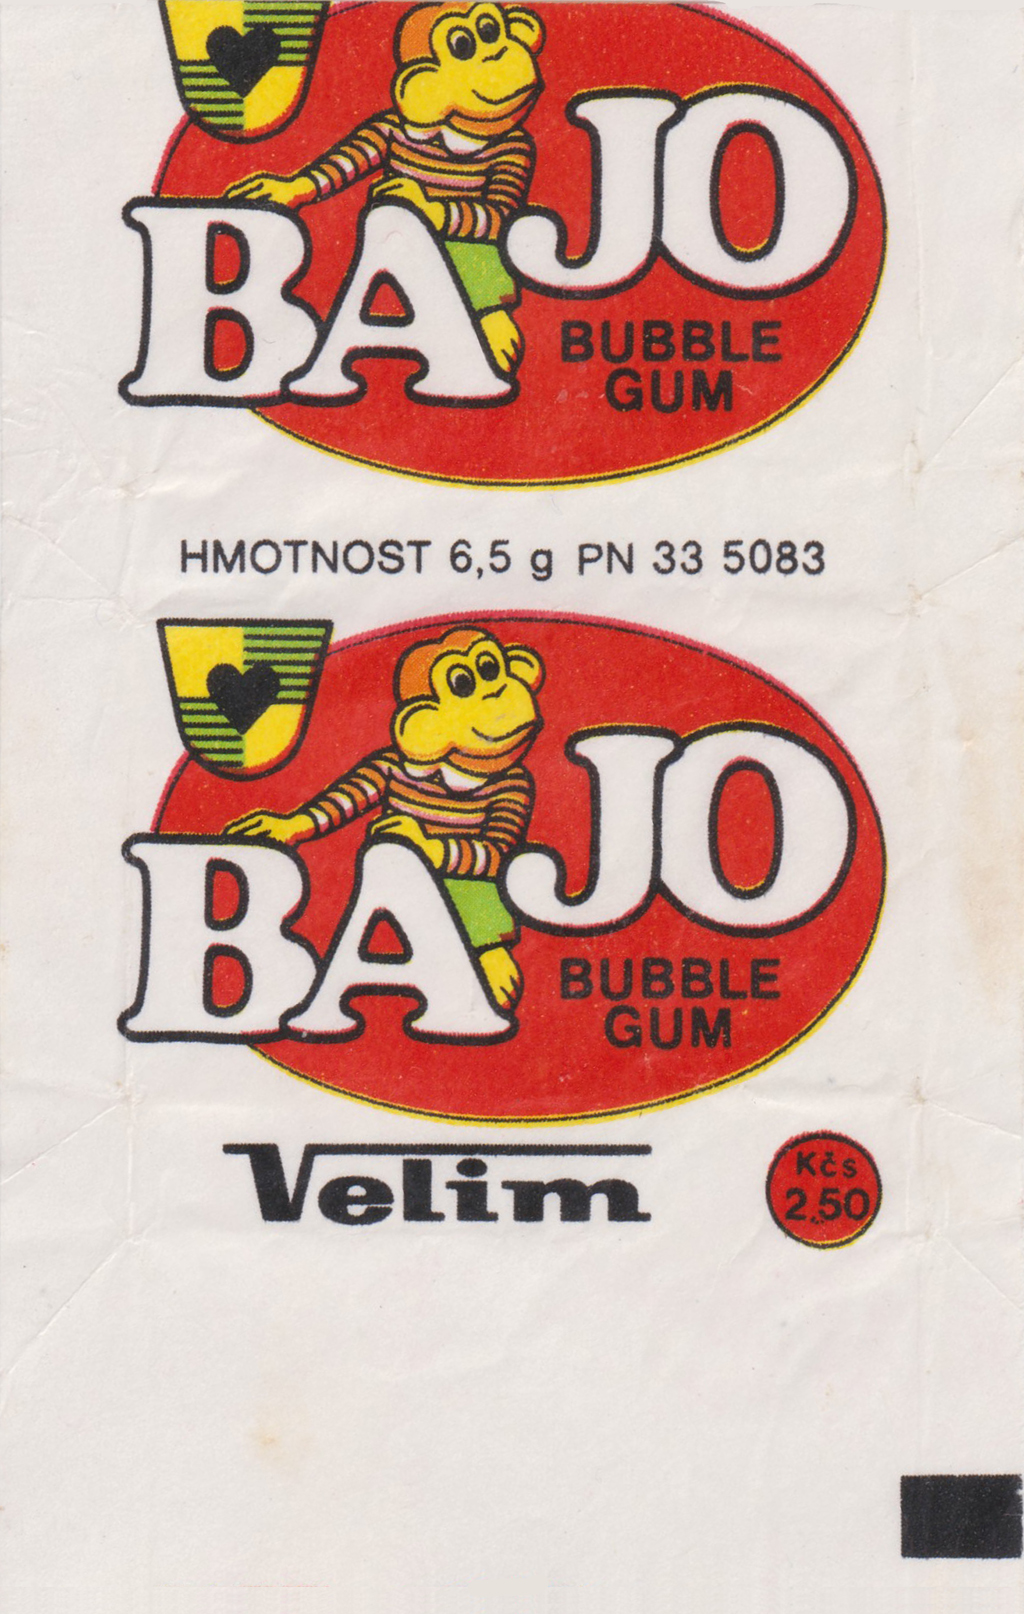 BAJO
BUBBLE
GUM
HMOTNOST 6,5 g PN 33 5083
BAJO
BUBBLE
GUM
Velim
Kčs
2,50